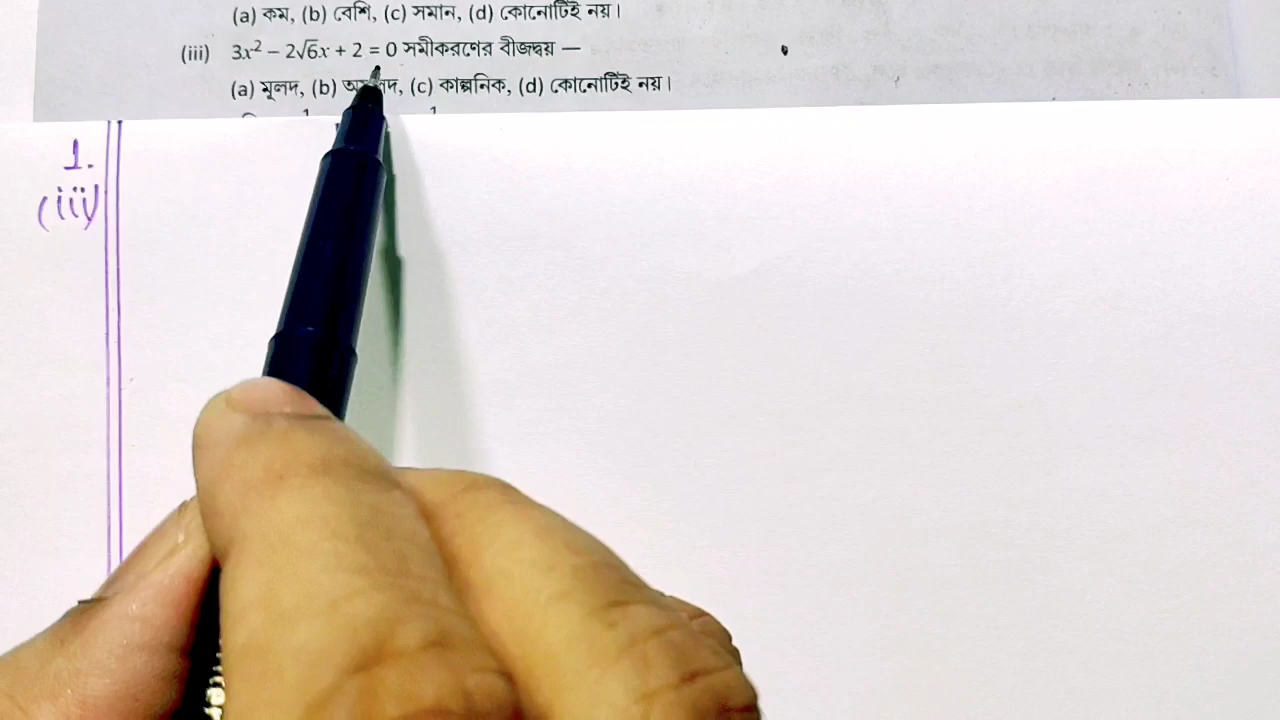 (a) কম, (b) বেশি, (c) সমান, (d) কোনোটিই নয়।
(iii) 3x² − 2√6x + 2 = 0 সমীকরণের বীজদ্বয় —
(a) মূলদ, (b) (c) কাল্পনিক, (d) কোনোটিই নয়।
1.
(iii)